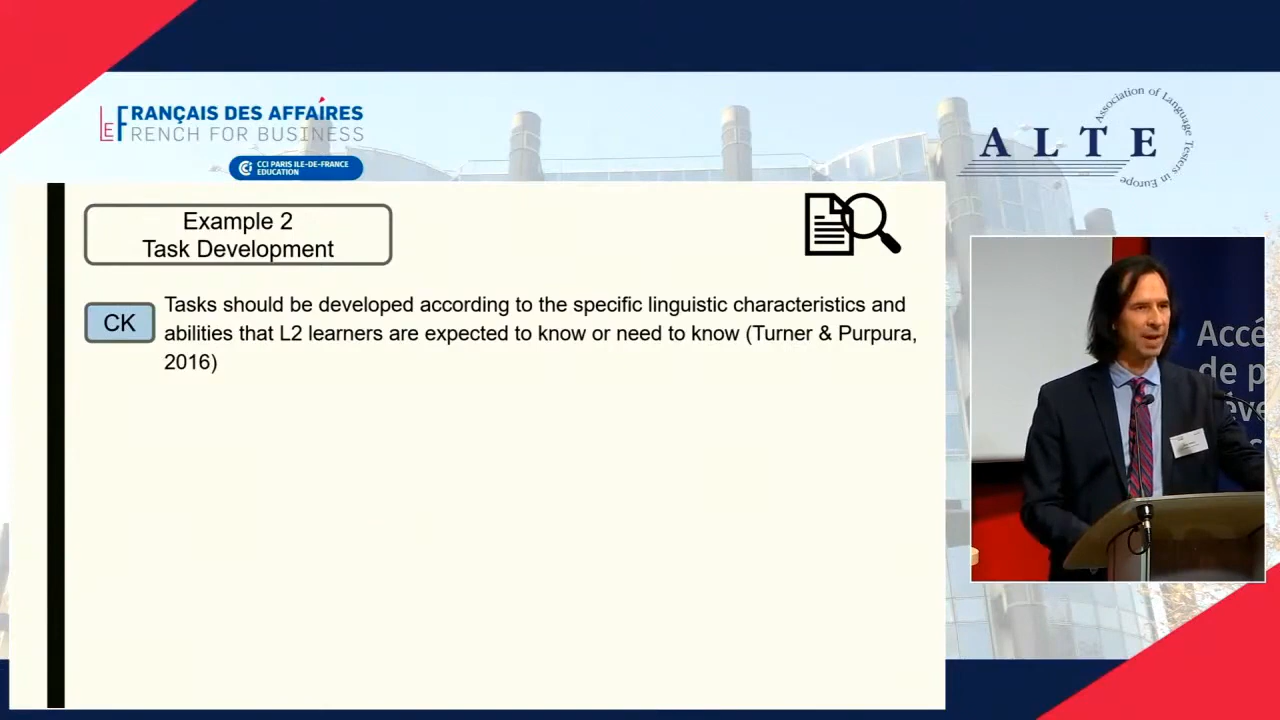 LE FRANÇAIS DES AFFAIRES
FRENCH FOR BUSINESS
CCI PARIS ILE-DE-FRANCE
EDUCATION
Association of Language Testers in Europe
ALTE
Example 2
Task Development
CK
Tasks should be developed according to the specific linguistic characteristics and
abilities that L2 learners are expected to know or need to know (Turner & Purpura,
2016)
Accé
de p